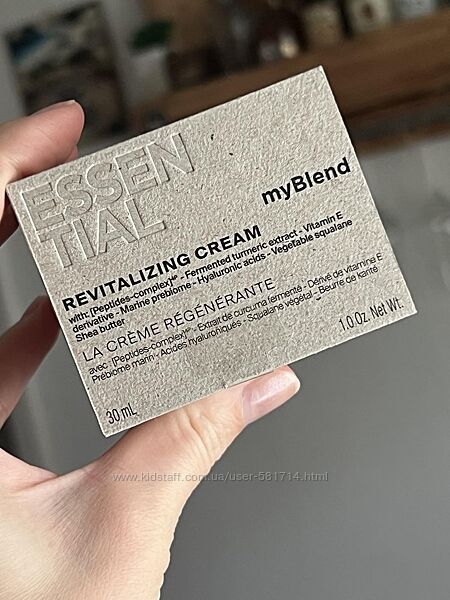 ESSEN
TIAL
myBlend
REVITALIZING CREAM
with: [Peptides-complex]⁴ᴰ - Fermented turmeric extract - Vitamin E
derivative - Marine prebiome - Hyaluronic acids - Vegetable squalane
Shea butter
LA CRÈME RÉGÉNÉRANTE
avec : [Peptides-complex] - Extrait de curcuma fermenté - Dérivé de vitamine E
Prébiome marin - Acides hyaluroniques - Squalane végétal - Beurre de karité
30 mL
1.0 Oz. Net Wt.
www.kidstaff.com.ua/user-581714.html